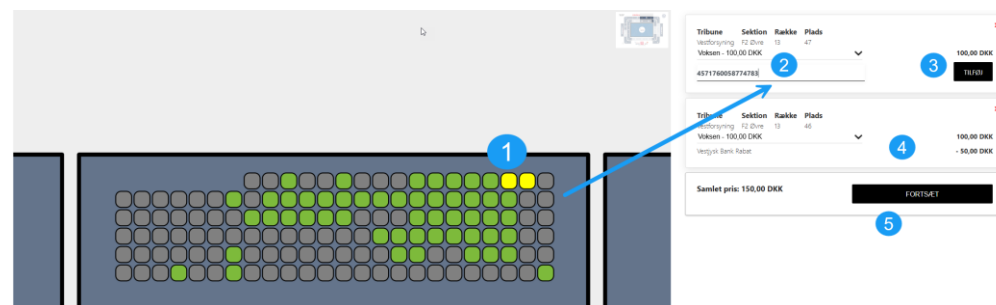 Tribune Sektion Række Plads
Vestforsyning F2 Øvre 13 47
Voksen - 100,00 DKK 100,00 DKK
2 3
4571760058774783 TILFØJ
Tribune Sektion Række Plads
Vestforsyning F2 Øvre 13 46
Voksen - 100,00 DKK 100,00 DKK
1 4
Vestjysk Bank Rabat - 50,00 DKK
Samlet pris: 150,00 DKK FORTSÆT
5